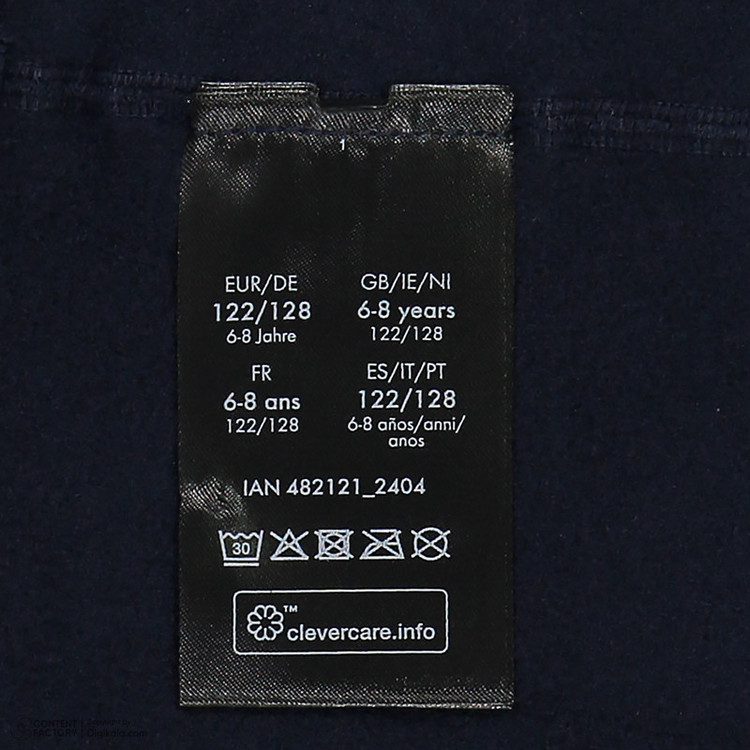 1
EUR/DE
122/128
6-8 Jahre
GB/IE/NI
6-8 years
122/128
FR
6-8 ans
122/128
ES/IT/PT
122/128
6-8 años/anni/
anos
IAN 482121_2404
30
™
clevercare.info
CONTENT
FACTORY